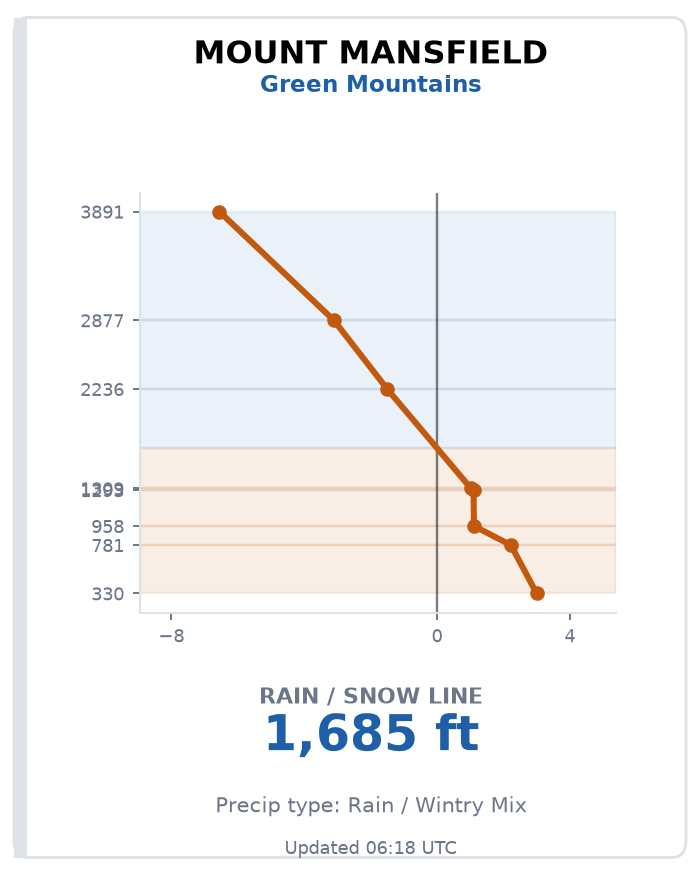 MOUNT MANSFIELD
Green Mountains
3891
2877
2236
958
781
330
−8 0 4
RAIN / SNOW LINE
1,685 ft
Precip type: Rain / Wintry Mix
Updated 06:18 UTC